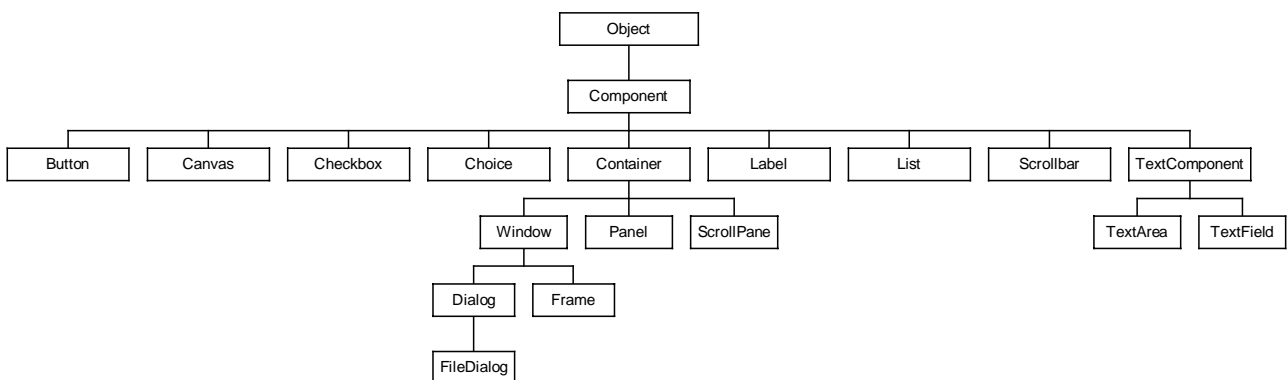 Object
Component
Button Canvas Checkbox Choice Container Label List Scrollbar TextComponent
Window Panel ScrollPane TextArea TextField
Dialog Frame
FileDialog